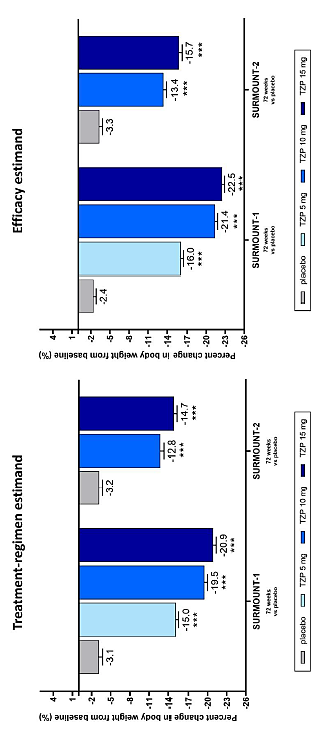 Treatment-regimen estimand
Percent change in body weight from baseline (%)
4
1
-2
-5
-8
-11
-14
-17
-20
-23
-26
-3.1
-15.0
***
-19.5
***
-20.9
***
-3.2
-12.8
***
-14.7
***
SURMOUNT-1
72 weeks
vs placebo
SURMOUNT-2
72 weeks
vs placebo
placebo TZP 5 mg TZP 10 mg TZP 15 mg
Efficacy estimand
Percent change in body weight from baseline (%)
4
1
-2
-5
-8
-11
-14
-17
-20
-23
-26
-2.4
-16.0
***
-21.4
***
-22.5
***
-3.3
-13.4
***
-15.7
***
SURMOUNT-1
72 weeks
vs placebo
SURMOUNT-2
72 weeks
vs placebo
placebo TZP 5 mg TZP 10 mg TZP 15 mg